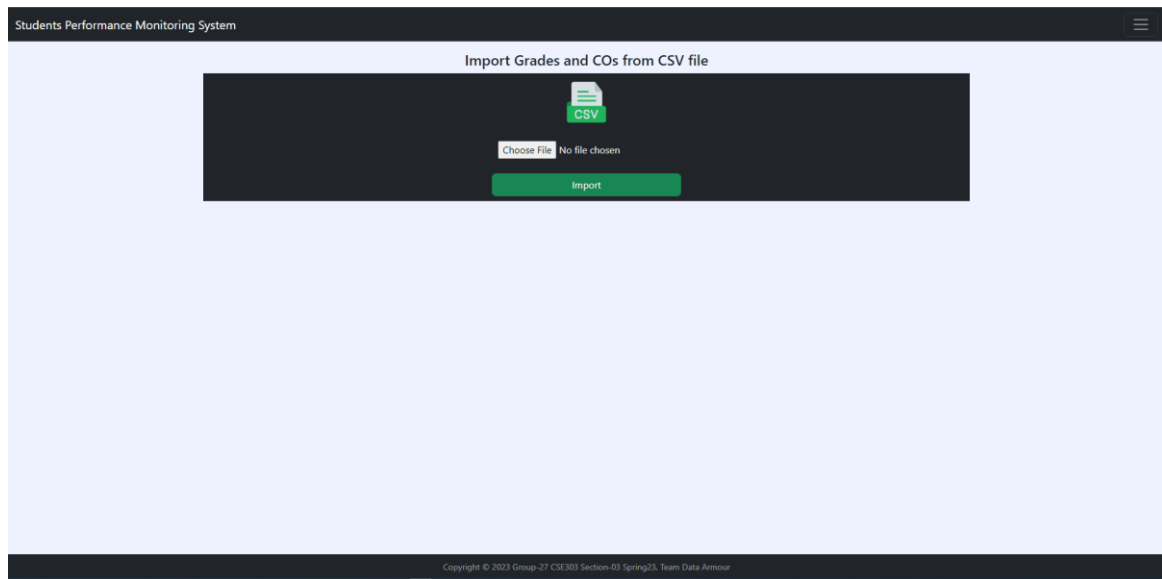 Students Performance Monitoring System
Import Grades and COs from CSV file
CSV
Choose File No file chosen
Import
Copyright © 2023 Group-27 CSE303 Section-03 Spring23. Team Data Armour